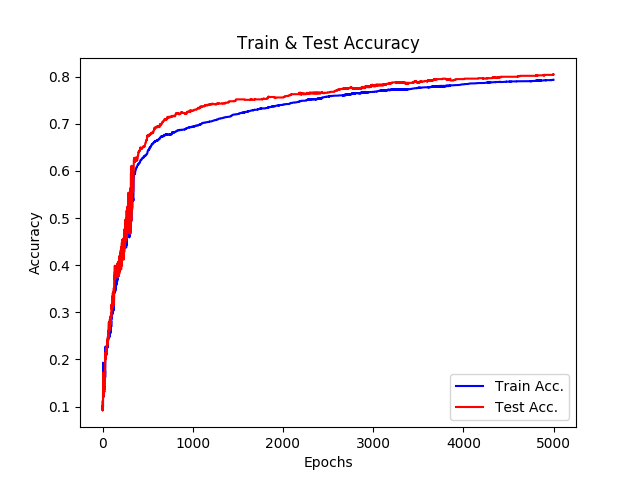 Train & Test Accuracy
0.8
0.7
0.6
0.5
0.4
0.3
0.2
0.1
Accuracy
Train Acc.
Test Acc.
0 1000 2000 3000 4000 5000
Epochs